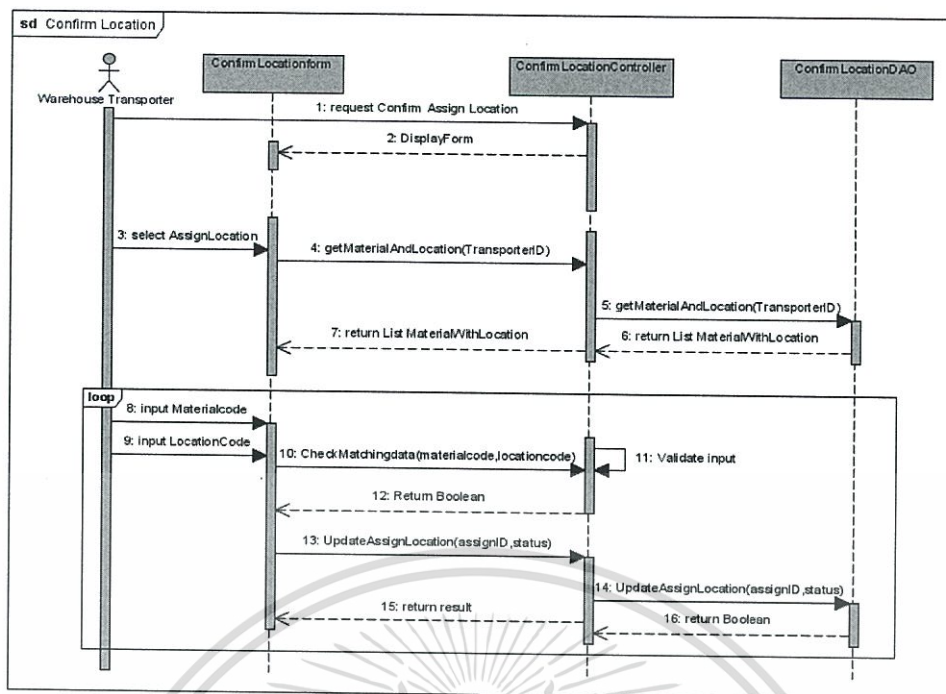 sd Confirm Location
ConfirmLocationform
ConfirmLocationController
ConfirmLocationDAO
Warehouse Transporter
1: request Confirm Assign Location
2: DisplayForm
3: select AssignLocation
4: getMaterialAndLocation(TransporterID)
5: getMaterialAndLocation(TransporterID)
7: return List MaterialWithLocation
6: return List MaterialWithLocation
loop
8: input Materialcode
9: input LocationCode
10: CheckMatchingdata(materialcode,locationcode)
11: Validate input
12: Return Boolean
13: UpdateAssignLocation(assignID,status)
14: UpdateAssignLocation(assignID,status)
15: return result
16: return Boolean